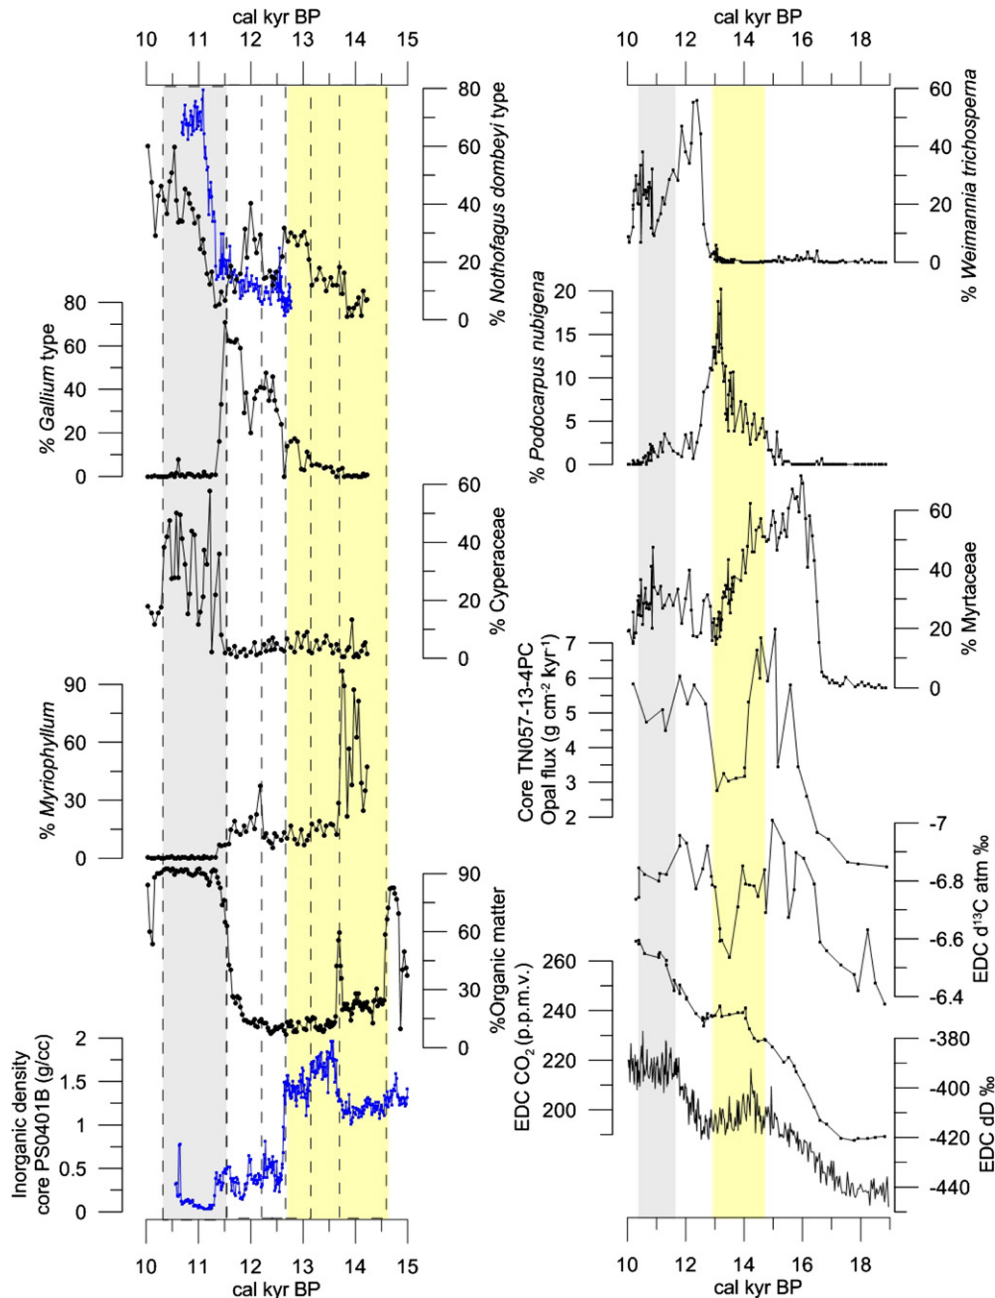 cal kyr BP
10 11 12 13 14 15
80
60
40
20
0
% Nothofagus dombeyi type
80
60
40
20
0
% Gallium type
60
40
20
0
% Cyperaceae
90
60
30
0
% Myriophyllum
90
60
30
0
%Organic matter
2
1.5
1
0.5
0
Inorganic density
core PS0401B (g/cc)
10 11 12 13 14 15
cal kyr BP
cal kyr BP
10 12 14 16 18
60
40
20
0
% Weimannia trichosperna
20
15
10
5
0
% Podocarpus nubigena
60
40
20
0
% Myrtaceae
7
6
5
4
3
2
Core TN057-13-4PC
Opal flux (g cm-2 kyr-1)
-7
-6.8
-6.6
-6.4
EDC d13C atm ‰
260
240
220
200
EDC CO2 (p.p.m.v.)
-380
-400
-420
-440
EDC dD ‰
10 12 14 16 18
cal kyr BP